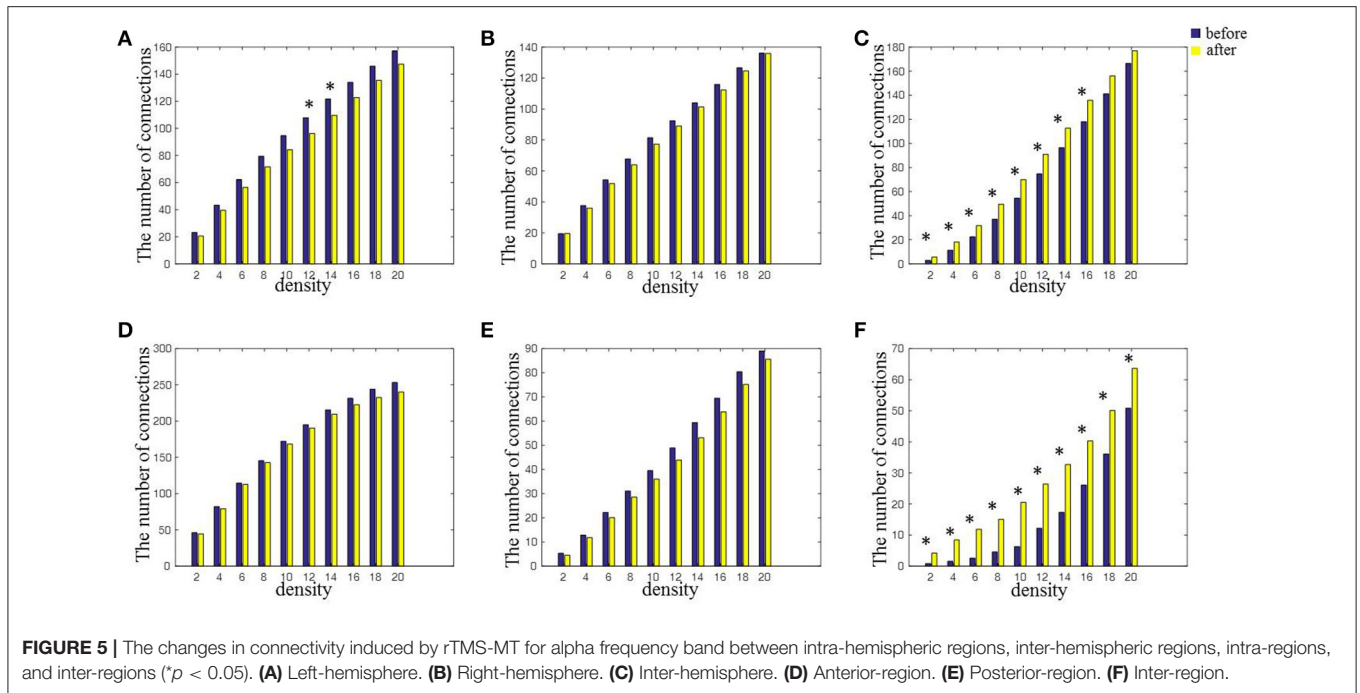 A
The number of connections
160
140
120
100
80
60
40
20
0
* *
2 4 6 8 10 12 14 16 18 20
density
B
The number of connections
140
120
100
80
60
40
20
0
2 4 6 8 10 12 14 16 18 20
density
C
before
after
The number of connections
180
160
140
120
100
80
60
40
20
0
* * * * * * * *
2 4 6 8 10 12 14 16 18 20
density
D
The number of connections
300
250
200
150
100
50
0
2 4 6 8 10 12 14 16 18 20
density
E
The number of connections
90
80
70
60
50
40
30
20
10
0
2 4 6 8 10 12 14 16 18 20
density
F
The number of connections
70
60
50
40
30
20
10
0
* * * * * * * * * *
2 4 6 8 10 12 14 16 18 20
density
FIGURE 5 | The changes in connectivity induced by rTMS-MT for alpha frequency band between intra-hemispheric regions, inter-hemispheric regions, intra-regions,
and inter-regions (*p < 0.05). (A) Left-hemisphere. (B) Right-hemisphere. (C) Inter-hemisphere. (D) Anterior-region. (E) Posterior-region. (F) Inter-region.